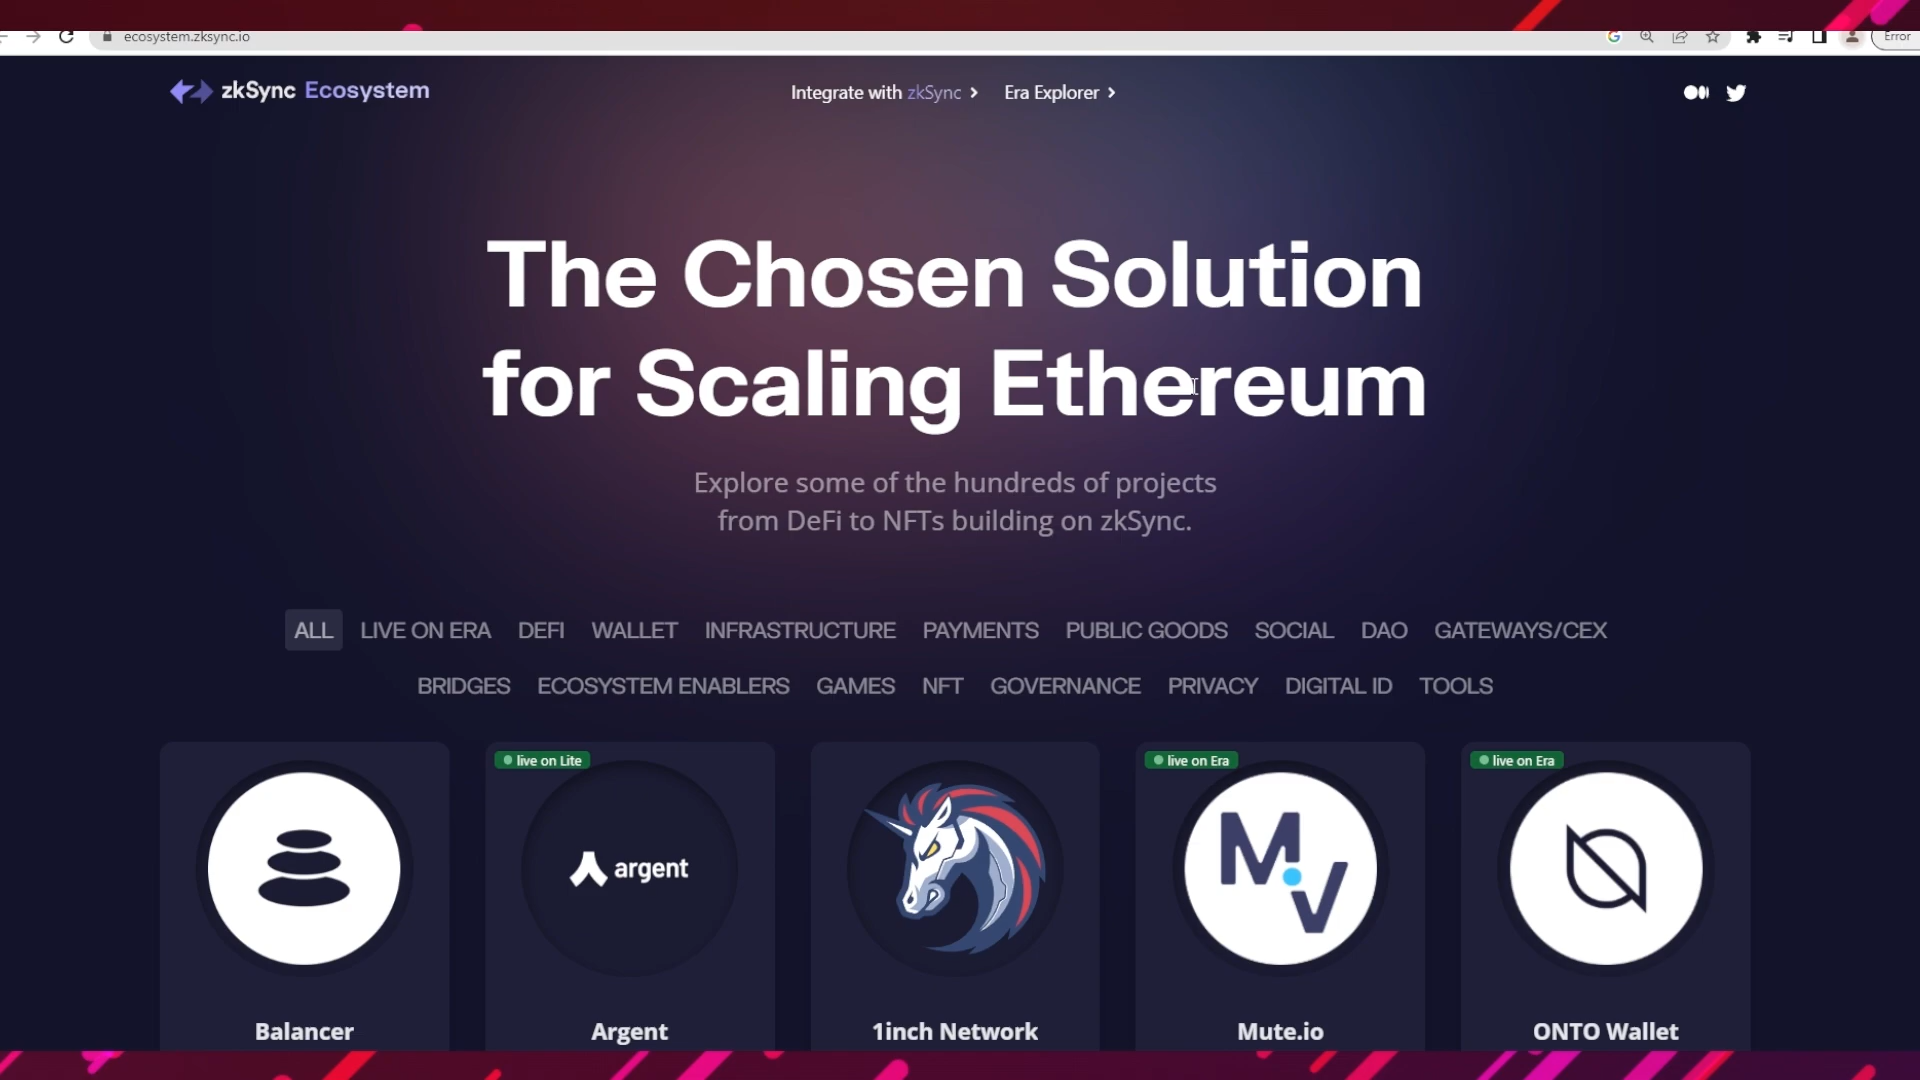 ecosystem.zksync.io
Error
zkSync Ecosystem
Integrate with zkSync
Era Explorer
The Chosen Solution
for Scaling Ethereum
Explore some of the hundreds of projects
from DeFi to NFTs building on zkSync.
ALL LIVE ON ERA DEFI WALLET INFRASTRUCTURE PAYMENTS PUBLIC GOODS SOCIAL DAO GATEWAYS/CEX
BRIDGES ECOSYSTEM ENABLERS GAMES NFT GOVERNANCE PRIVACY DIGITAL ID TOOLS
live on Lite
live on Era
live on Era
argent
M.V
Balancer
Argent
1inch Network
Mute.io
ONTO Wallet